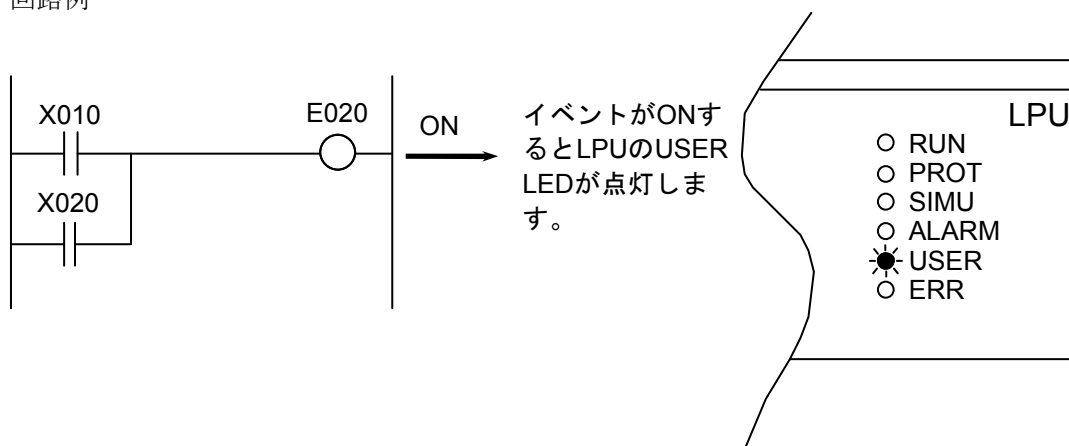 回路例
X010
E020
X020
ON
イベントがONす
るとLPUのUSER
LEDが点灯しま
す。
LPU
RUN
PROT
SIMU
ALARM
USER
ERR